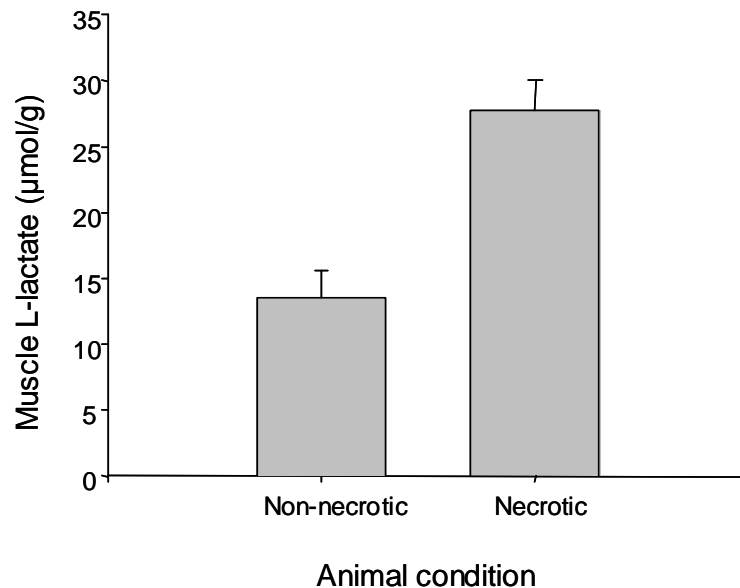 Muscle L-lactate (µmol/g)
35
30
25
20
15
10
5
0
Non-necrotic
Necrotic
Animal condition